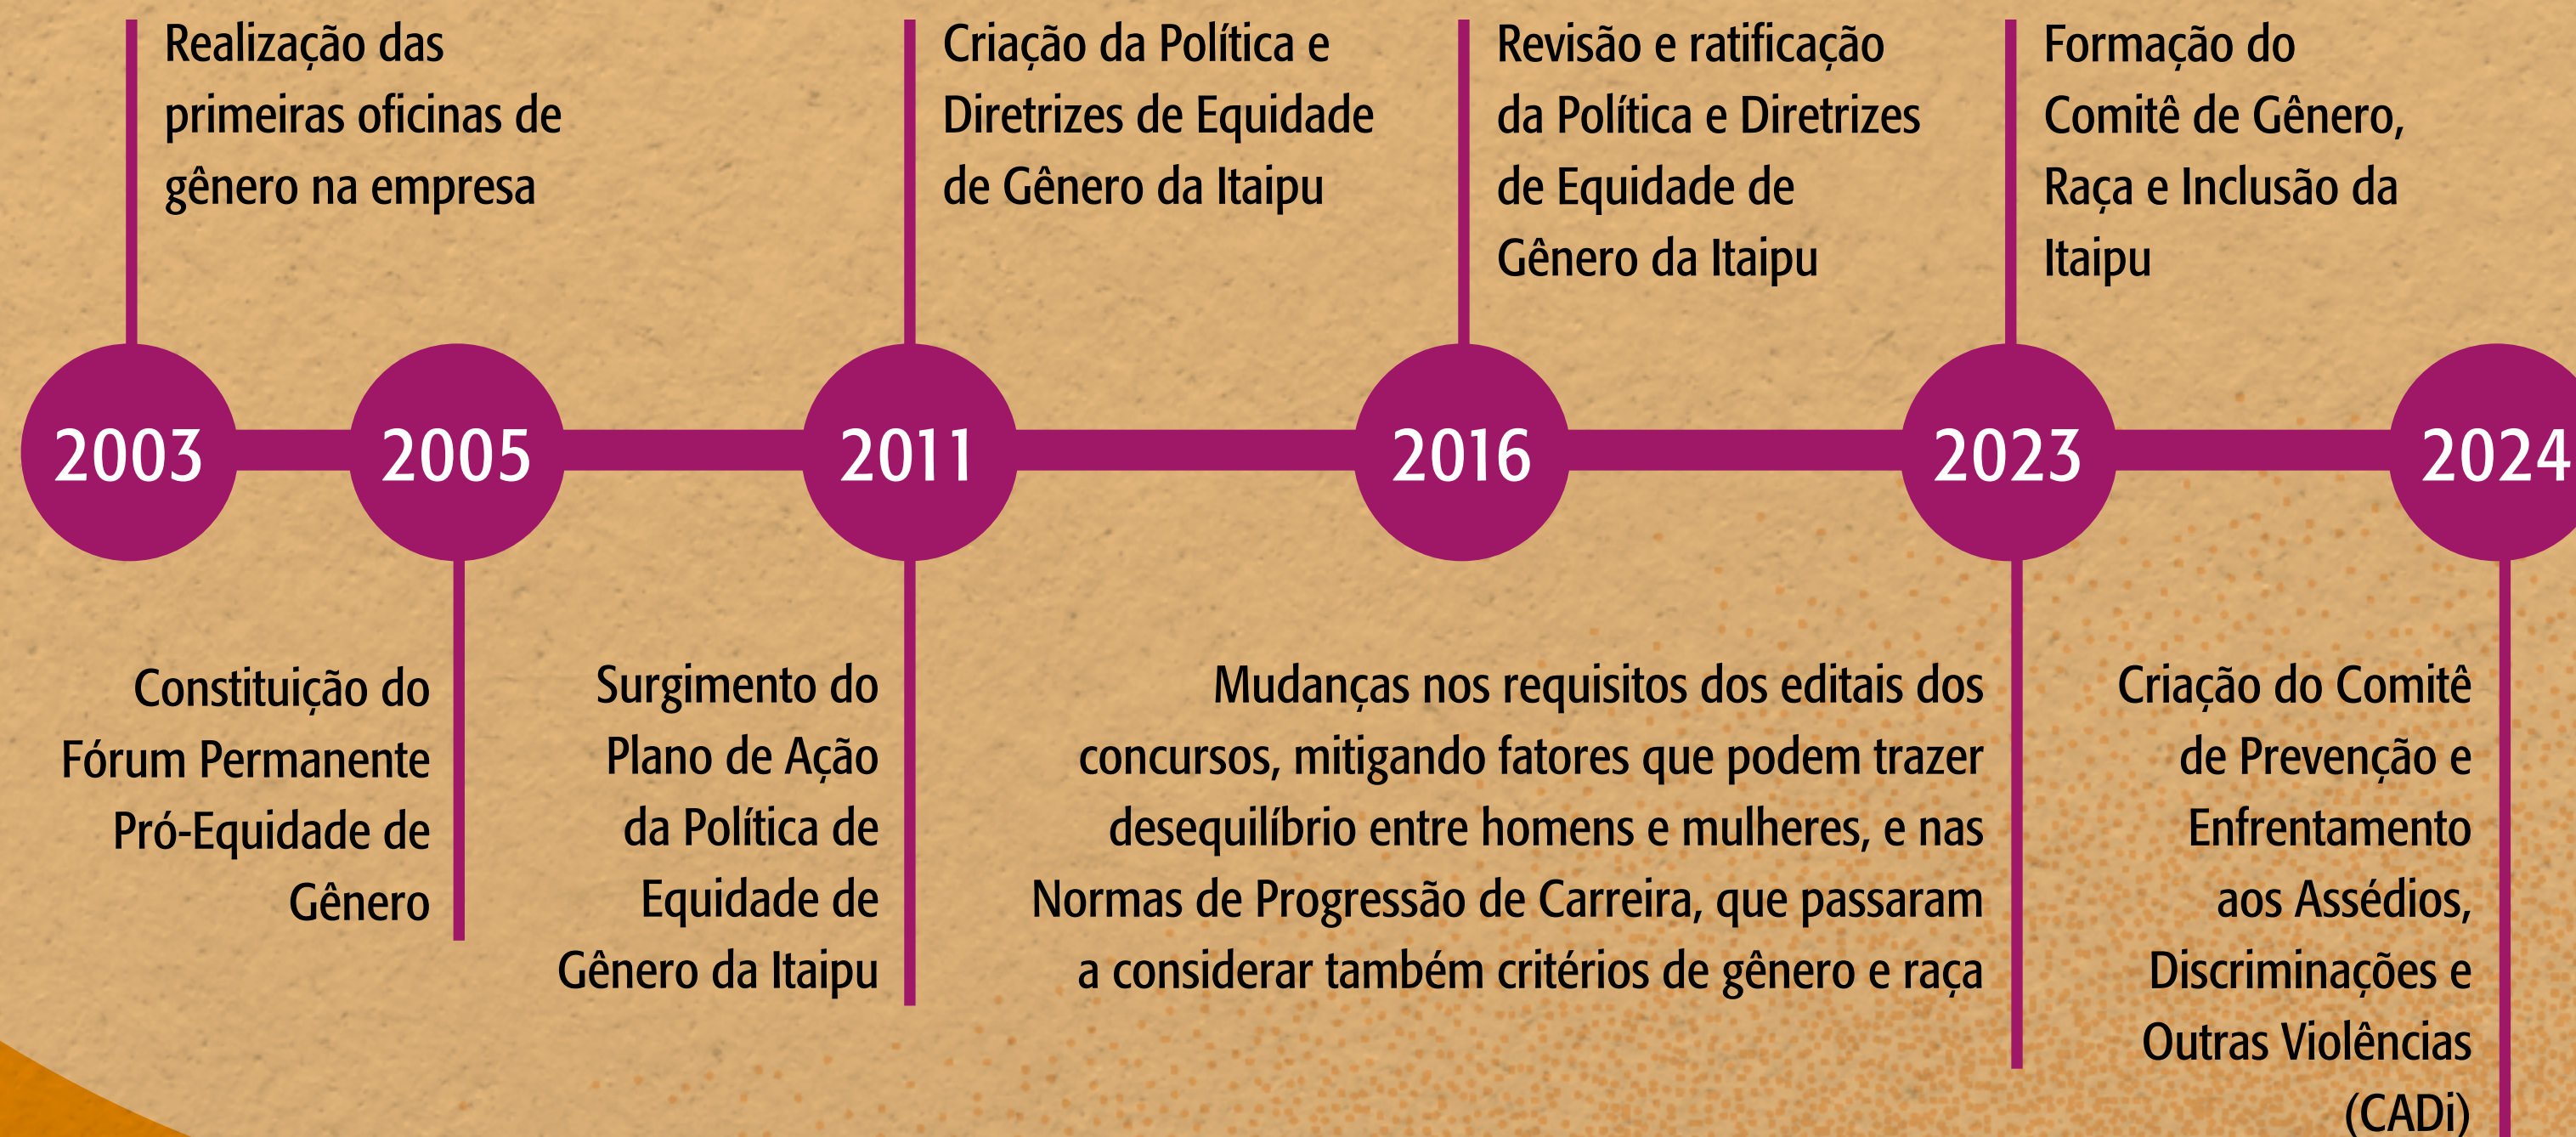 Realização das
primeiras oficinas de
gênero na empresa
Criação da Política e
Diretrizes de Equidade
de Gênero da Itaipu
Revisão e ratificação
da Política e Diretrizes
de Equidade de
Gênero da Itaipu
Formação do
Comitê de Gênero,
Raça e Inclusão da
Itaipu
2003
2005
2011
2016
2023
2024
Constituição do
Fórum Permanente
Pró-Equidade de
Gênero
Surgimento do
Plano de Ação
da Política de
Equidade de
Gênero da Itaipu
Mudanças nos requisitos dos editais dos
concursos, mitigando fatores que podem trazer
desequilíbrio entre homens e mulheres, e nas
Normas de Progressão de Carreira, que passaram
a considerar também critérios de gênero e raça
Criação do Comitê
de Prevenção e
Enfrentamento
aos Assédios,
Discriminações e
Outras Violências
(CADi)